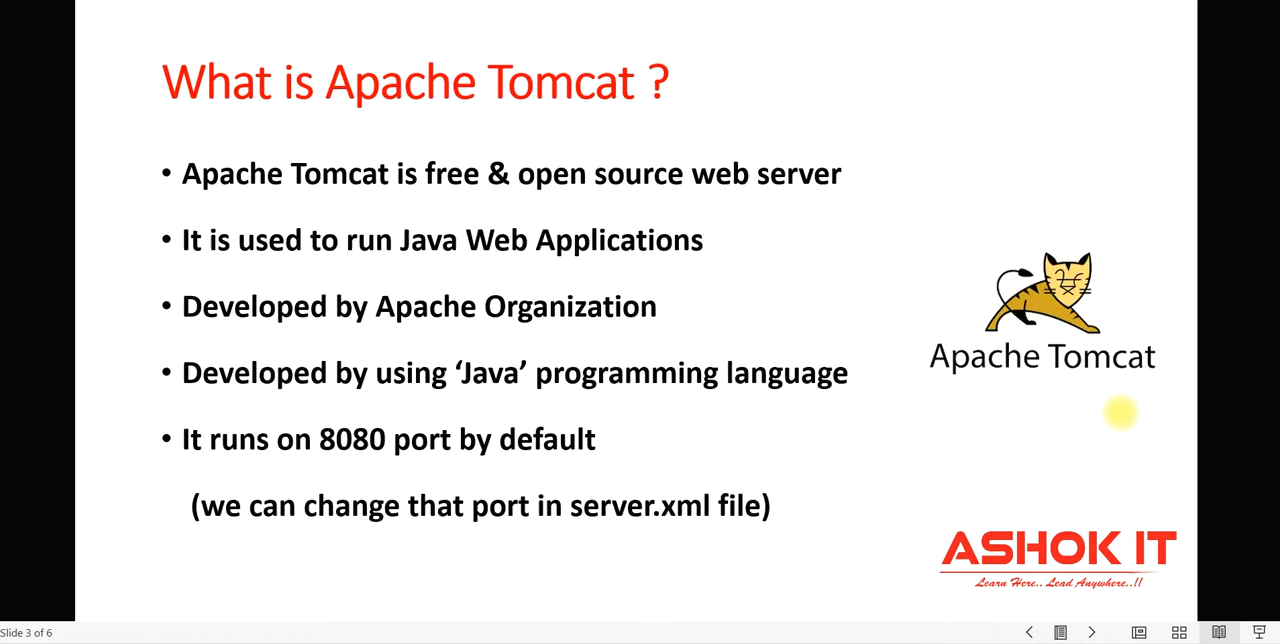 What is Apache Tomcat ?
• Apache Tomcat is free & open source web server
• It is used to run Java Web Applications
• Developed by Apache Organization
• Developed by using ‘Java’ programming language
• It runs on 8080 port by default
(we can change that port in server.xml file)
Apache Tomcat
ASHOK IT
Learn Here.. Lead Anywhere..!!
Slide 3 of 6